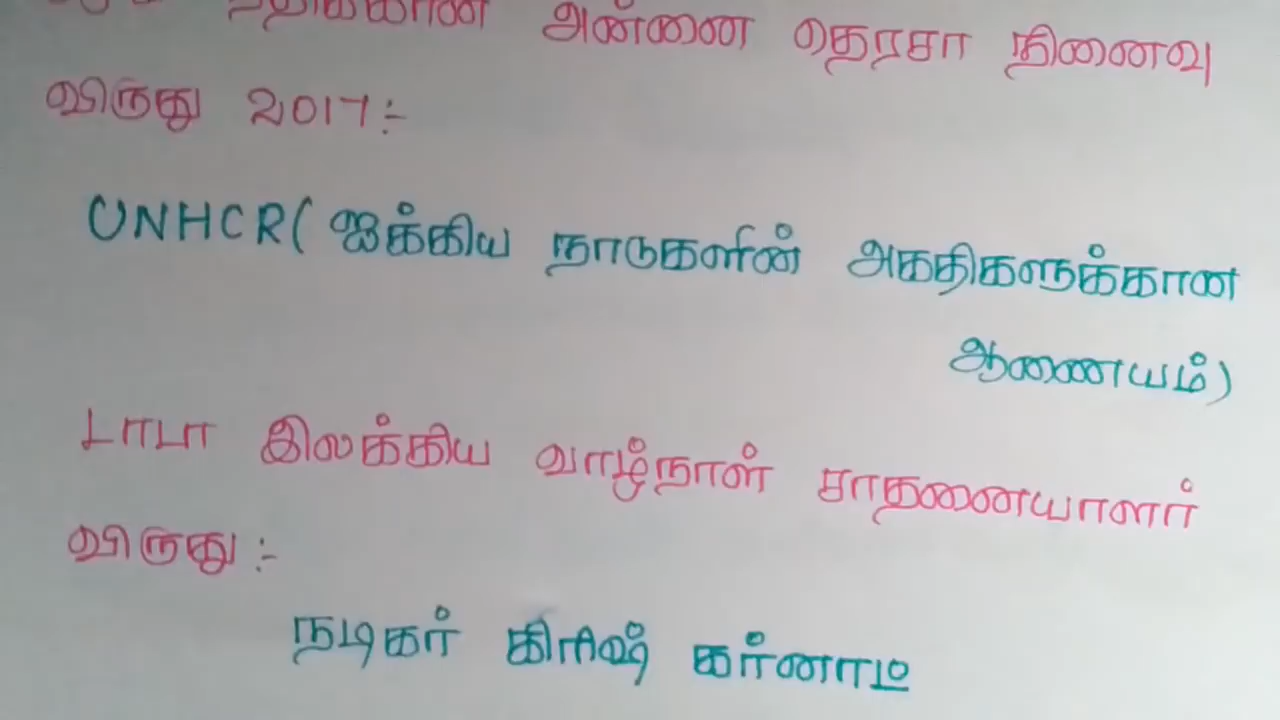 அன்னை தெரசா நினைவு
விருது 2017:-
UNHCR( ஐக்கிய நாடுகளின் அகதிகளுக்கான
ஆணையம்)
டாடா இலக்கிய வாழ்நாள் சாதனையாளர்
விருது:-
நடிகர் கிரிஷ் கர்னாட்